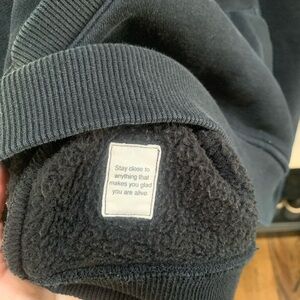 Stay close to
anything that
makes you glad
you are alive.